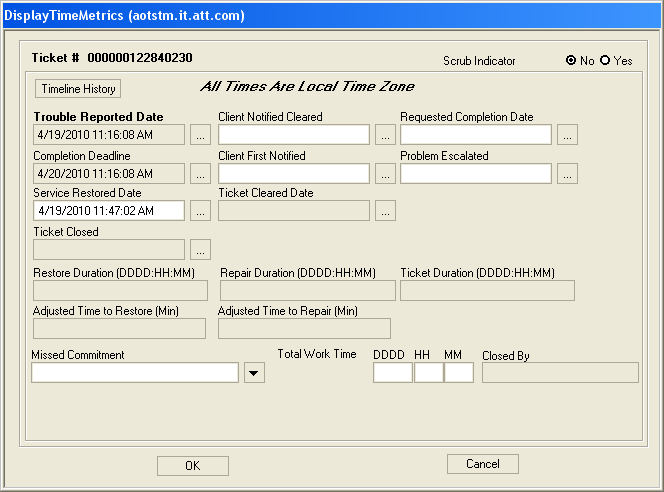 DisplayTimeMetrics (aotstm.it.att.com)
Ticket # 000000122840230
Scrub Indicator No Yes
Timeline History
All Times Are Local Time Zone
Trouble Reported Date Client Notified Cleared Requested Completion Date
4/19/2010 11:16:08 AM ... ... ...
Completion Deadline Client First Notified Problem Escalated
4/20/2010 11:16:08 AM ... ... ...
Service Restored Date Ticket Cleared Date
4/19/2010 11:47:02 AM ... ...
Ticket Closed
...
Restore Duration (DDDD:HH:MM) Repair Duration (DDDD:HH:MM) Ticket Duration (DDDD:HH:MM)
Adjusted Time to Restore (Min) Adjusted Time to Repair (Min)
Missed Commitment Total Work Time DDDD HH MM Closed By
OK Cancel